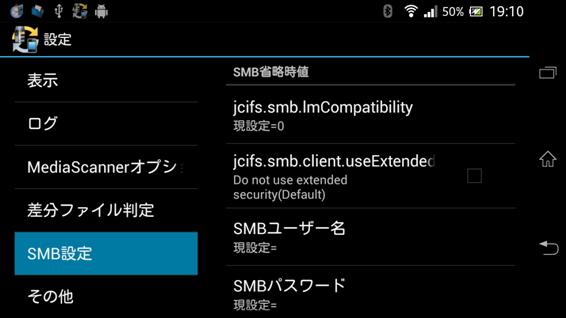 50% 19:10
設定
表示
ログ
MediaScannerオプシ
差分ファイル判定
SMB設定
その他
SMB省略時値
jcifs.smb.lmCompatibility
現設定=0
jcifs.smb.client.useExtended
Do not use extended
security(Default)
SMBユーザー名
現設定=
SMBパスワード
現設定=